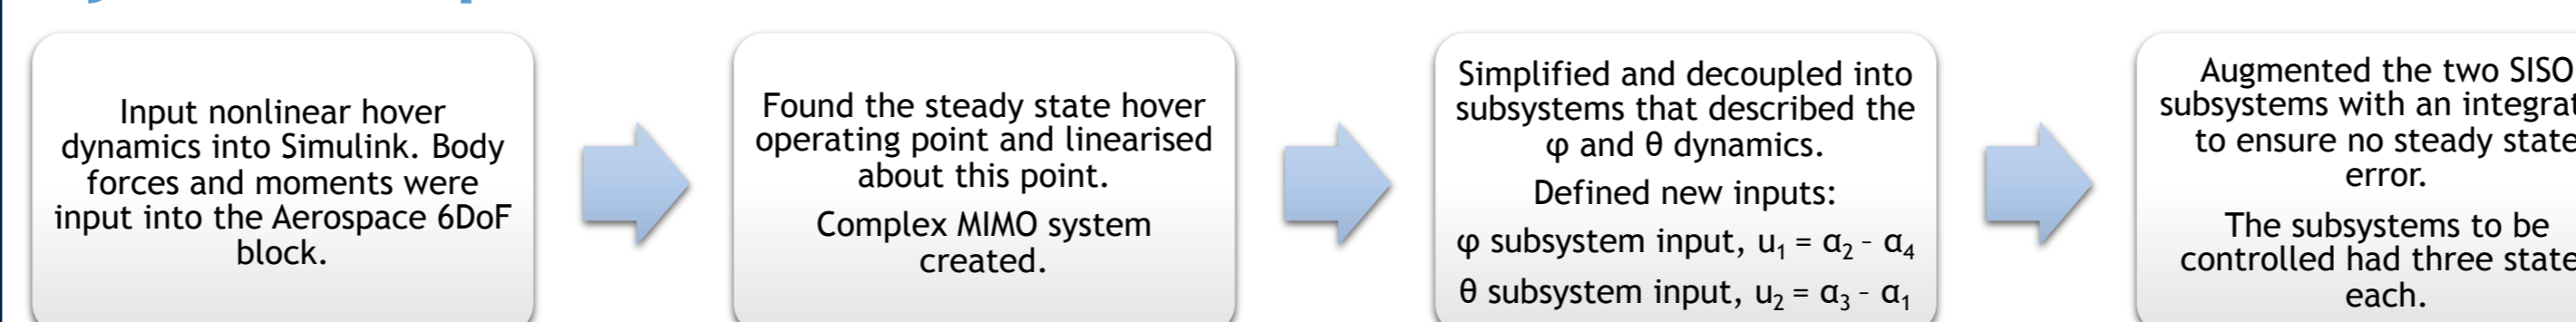 Input nonlinear hover
dynamics into Simulink. Body
forces and moments were
input into the Aerospace 6DoF
block.
Found the steady state hover
operating point and linearised
about this point.
Complex MIMO system
created.
Simplified and decoupled into
subsystems that described the
φ and θ dynamics.
Defined new inputs:
φ subsystem input, u₁ = α₂ - α₄
θ subsystem input, u₂ = α₃ - α₁
Augmented the two SISO
subsystems with an integrat
to ensure no steady state
error.
The subsystems to be
controlled had three state
each.